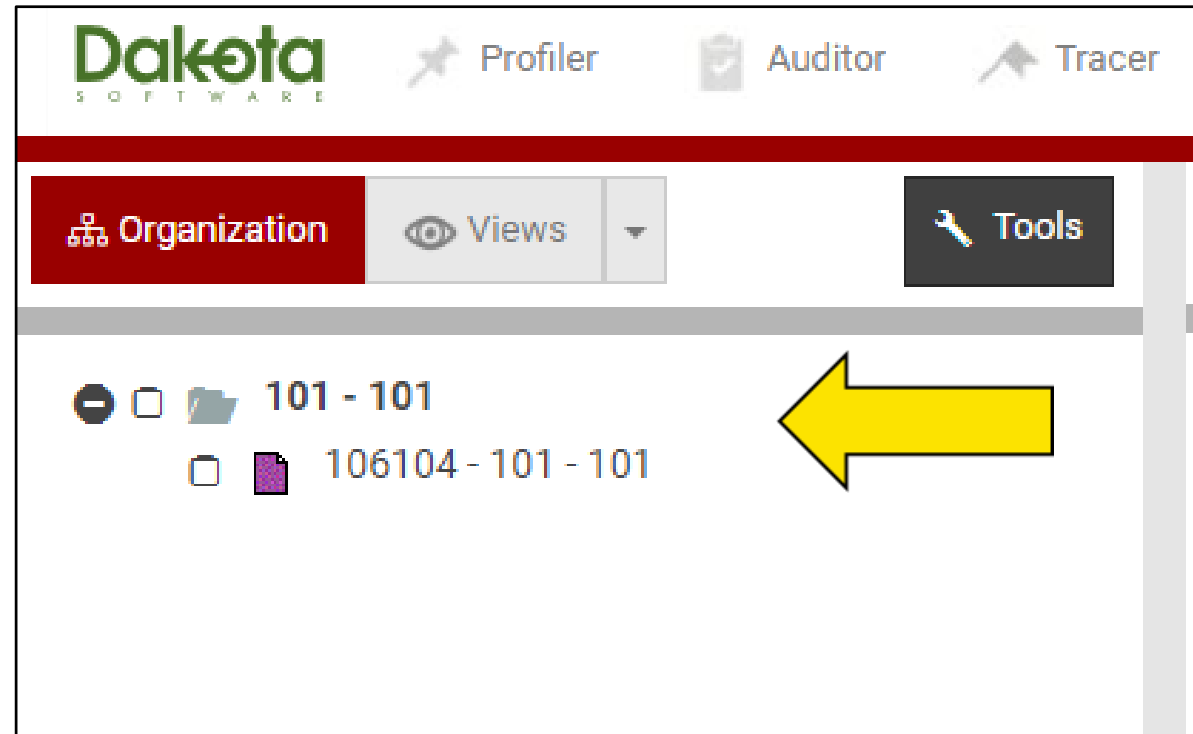 Dakota Profiler Auditor Tracer
SOFTWARE
Organization Views Tools
101 - 101
106104 - 101 - 101